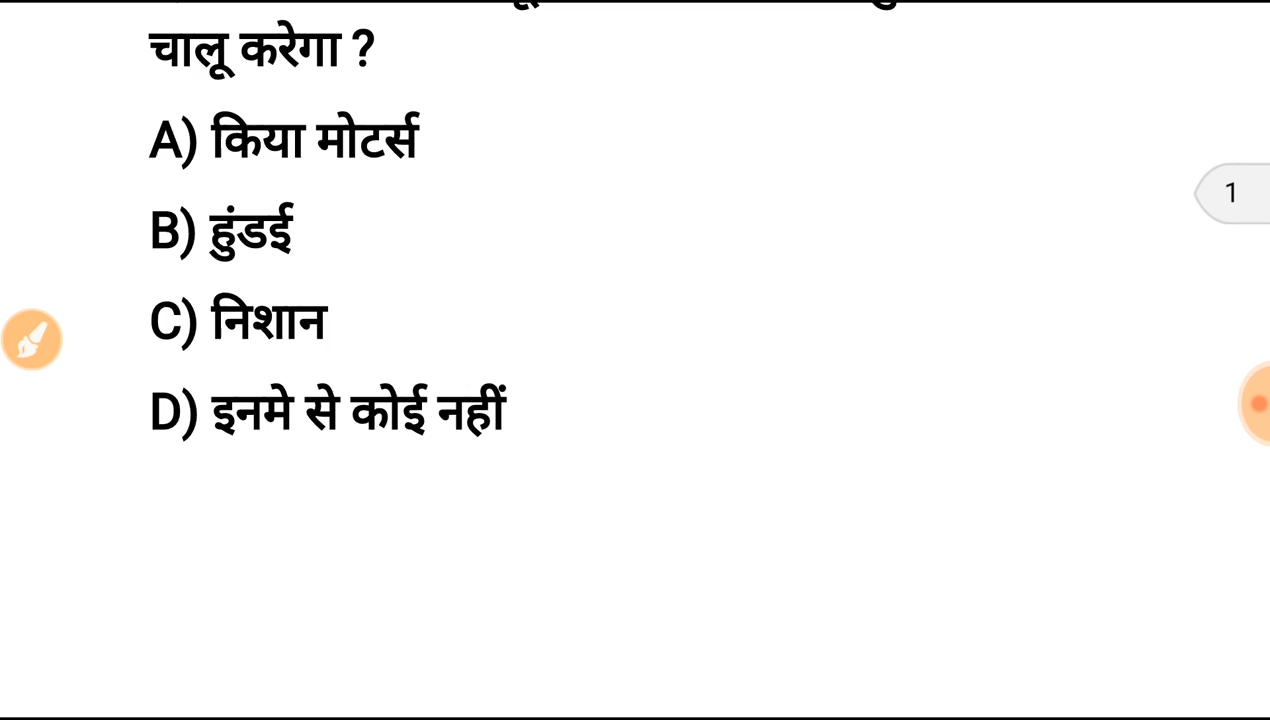 चालू करेगा ?
A) किया मोटर्स
B) हुंडई
C) निशान
D) इनमे से कोई नहीं
1